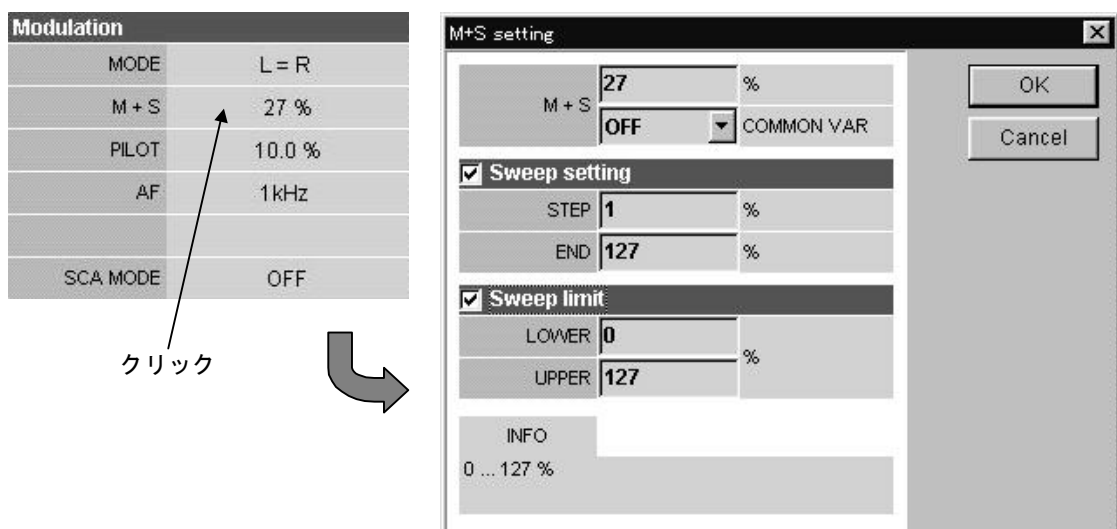 Modulation
MODE L = R
M + S 27 %
PILOT 10.0 %
AF 1kHz
SCA MODE OFF
クリック
M+S setting
M + S 27 %
OFF COMMON VAR
Sweep setting
STEP 1 %
END 127 %
Sweep limit
LOWER 0
%
UPPER 127
INFO
0 ... 127 %
OK
Cancel